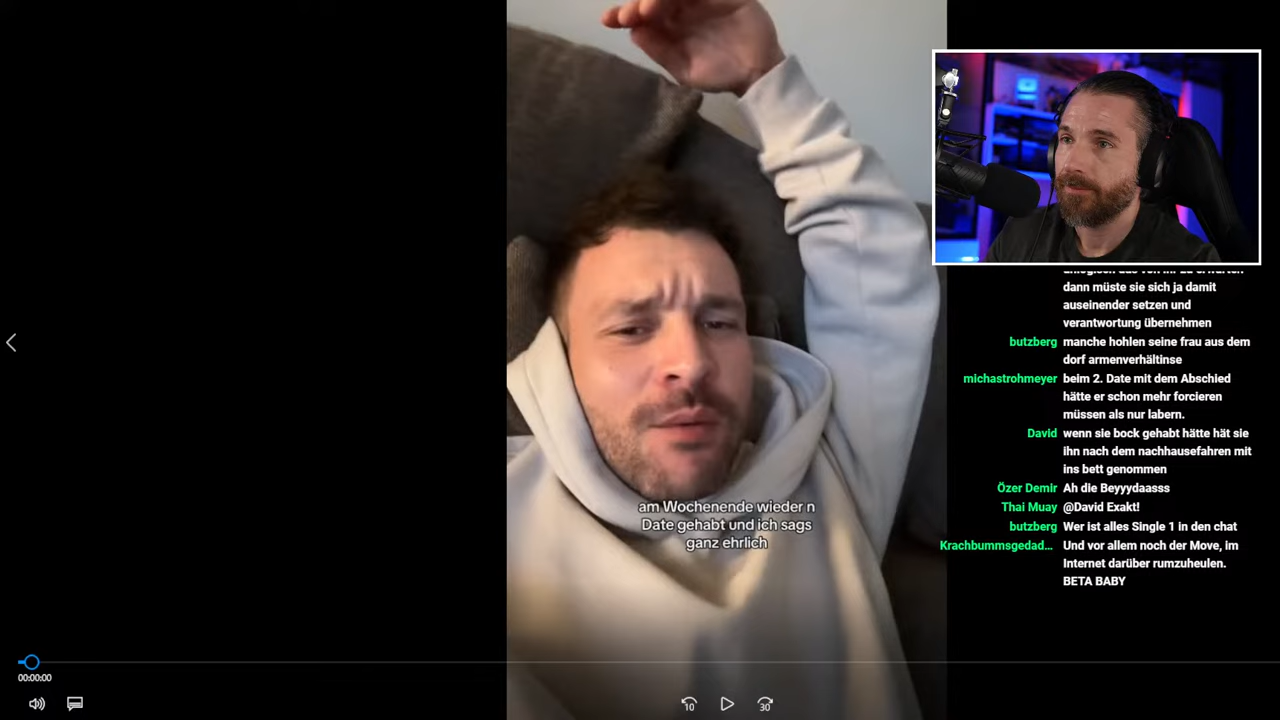 am Wochenende wieder n
Date gehabt und ich sags
ganz ehrlich
dann müste sie sich ja damit
auseinender setzen und
verantwortung übernehmen
butzberg manche hohlen seine frau aus dem
dorf armenverhältinse
michastrohmeyer beim 2. Date mit dem Abschied
hätte er schon mehr forcieren
müssen als nur labern.
David wenn sie bock gehabt hätte hät sie
ihn nach dem nachhausefahren mit
ins bett genommen
Özer Demir Ah die Beyyydaasss
Thai Muay @David Exakt!
butzberg Wer ist alles Single 1 in den chat
Krachbummsgedad... Und vor allem noch der Move, im
Internet darüber rumzuheulen.
BETA BABY
00:00:00
10 30